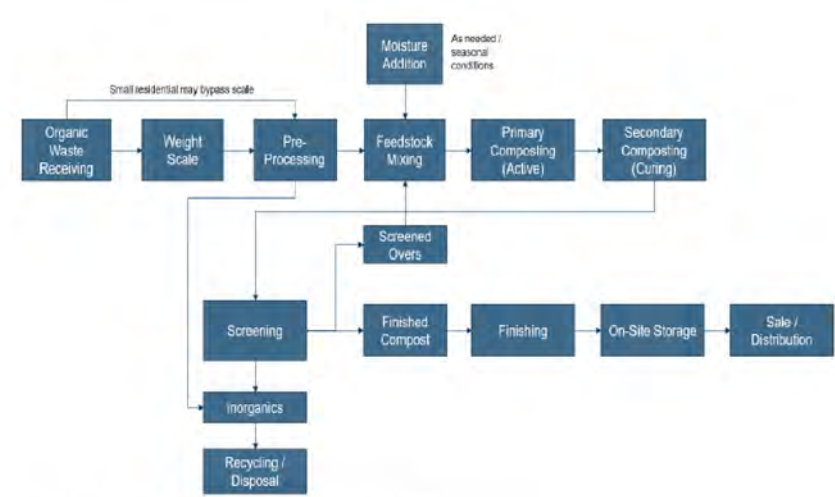 Moisture
Addition
As needed /
seasonal
conditions
Small residential may bypass scale
Organic
Waste
Receiving
Weight
Scale
Pre-
Processing
Feedstock
Mixing
Primary
Composting
(Active)
Secondary
Composting
(Curing)
Screened
Overs
Screening
Finished
Compost
Finishing
On-Site Storage
Sale /
Distribution
Inorganics
Recycling /
Disposal